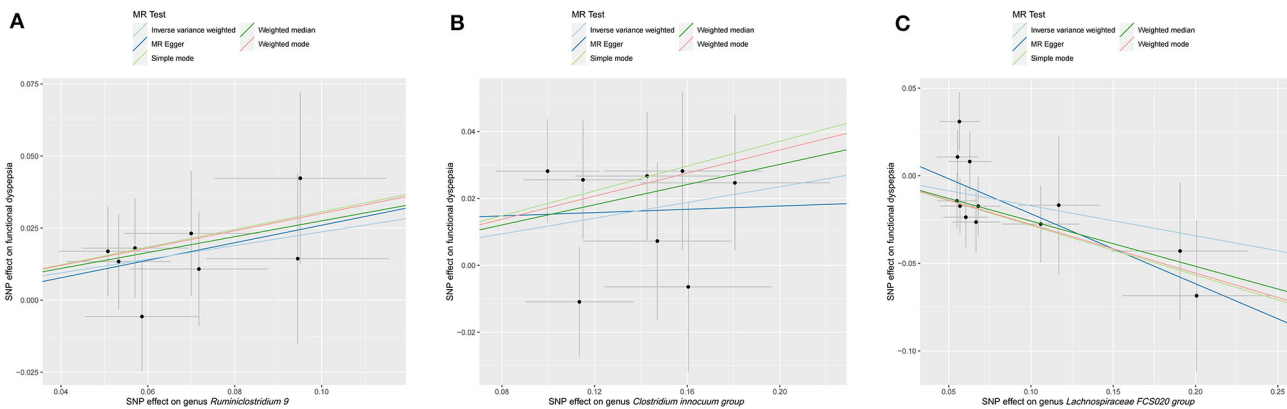 A
MR Test
Inverse variance weighted
Weighted median
MR Egger
Weighted mode
Simple mode
SNP effect on functional dyspepsia
0.075
0.050
0.025
0.000
−0.025
0.04
0.06
0.08
0.10
SNP effect on genus Ruminiclostridium 9
B
MR Test
Inverse variance weighted
Weighted median
MR Egger
Weighted mode
Simple mode
SNP effect on functional dyspepsia
0.04
0.02
0.00
−0.02
0.08
0.12
0.16
0.20
SNP effect on genus Clostridium innocuum group
C
MR Test
Inverse variance weighted
Weighted median
MR Egger
Weighted mode
Simple mode
SNP effect on functional dyspepsia
0.05
0.00
−0.05
−0.10
0.05
0.10
0.15
0.20
0.25
SNP effect on genus Lachnospiraceae FCS020 group